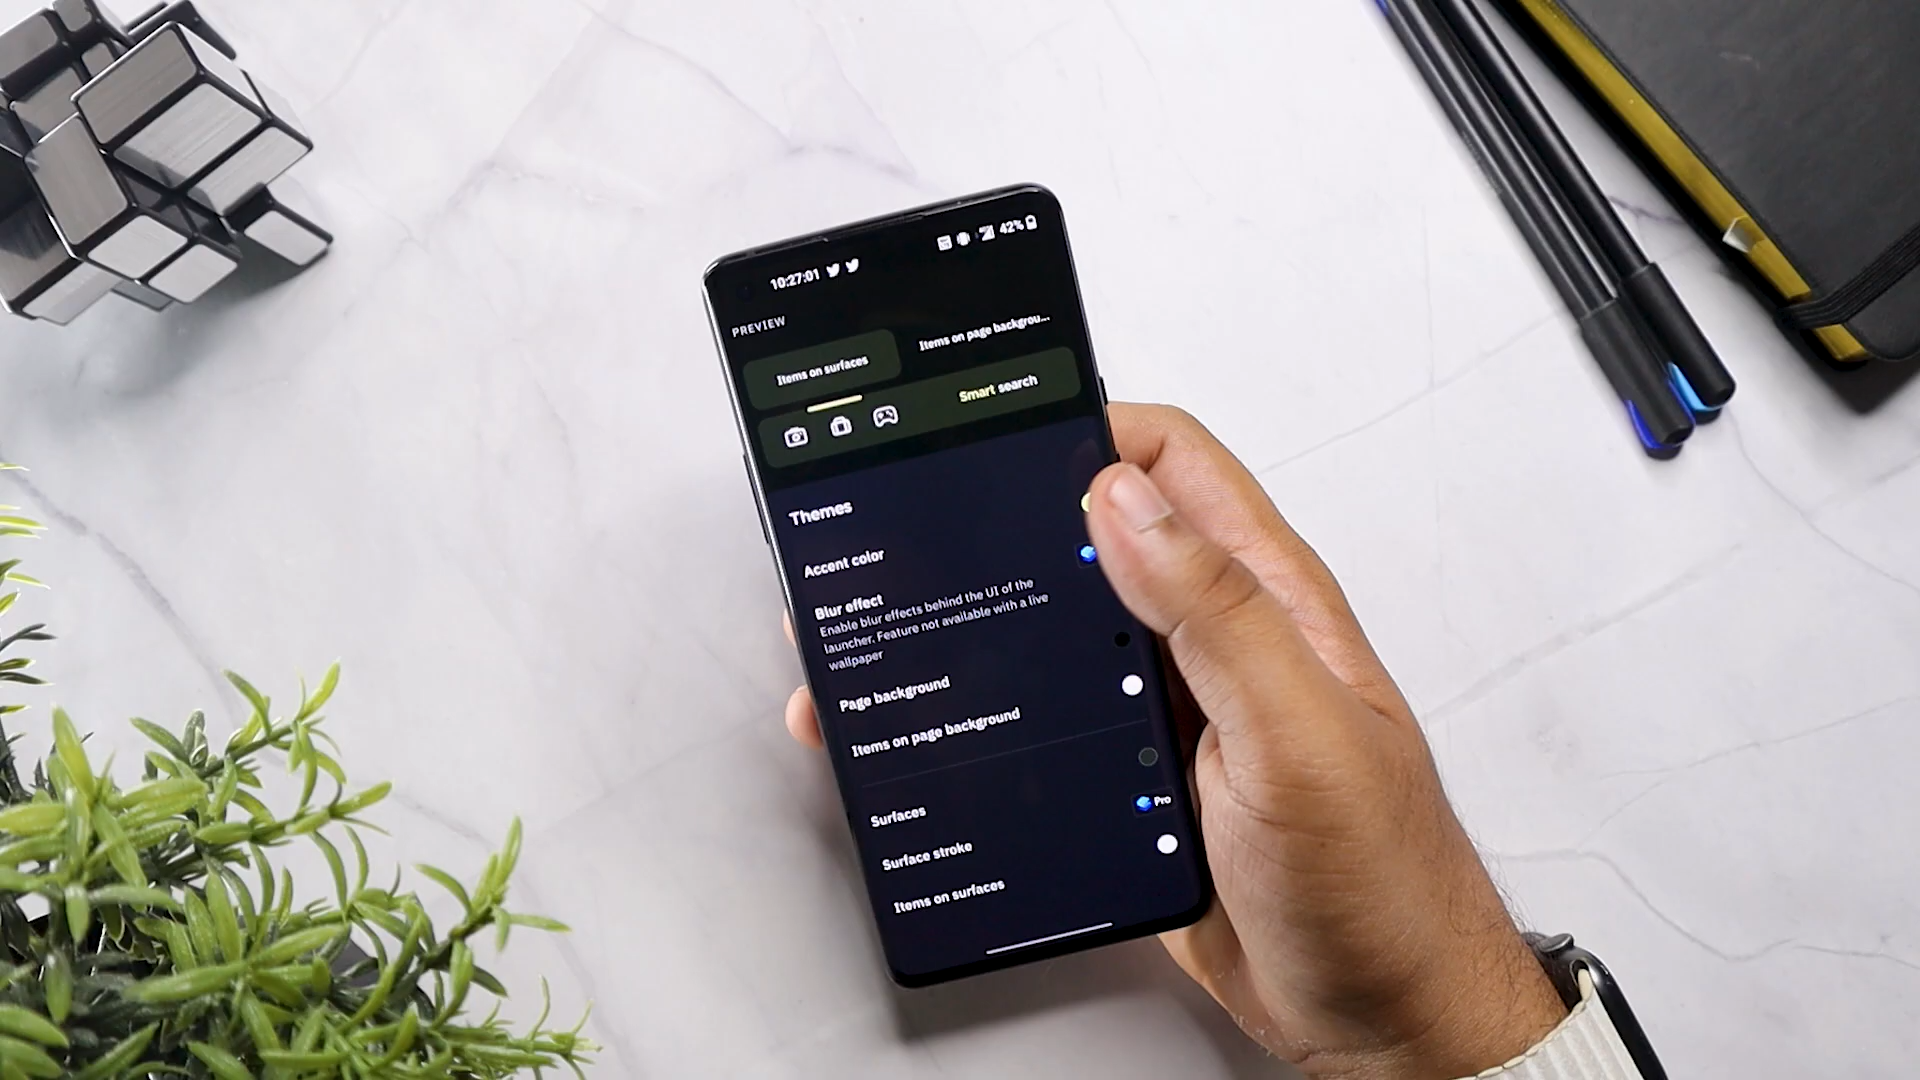 10:27:01
42%
PREVIEW
Items on surfaces
Items on page backgrou...
Smart search
Themes
Accent color
Blur effect
Enable blur effects behind the UI of the
launcher. Feature not available with a live
wallpaper
Page background
Items on page background
Surfaces
Pro
Surface stroke
Items on surfaces